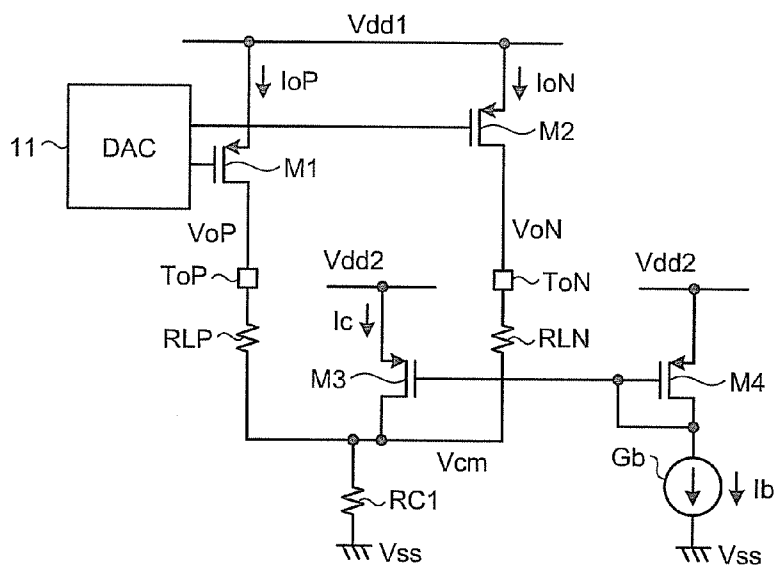 Vdd1
IoP
IoN
11
DAC
M1
M2
VoP
VoN
ToP
Vdd2
ToN
Vdd2
RLP
Ic
RLN
M3
M4
Vcm
Gb
Ib
RC1
Vss
Vss